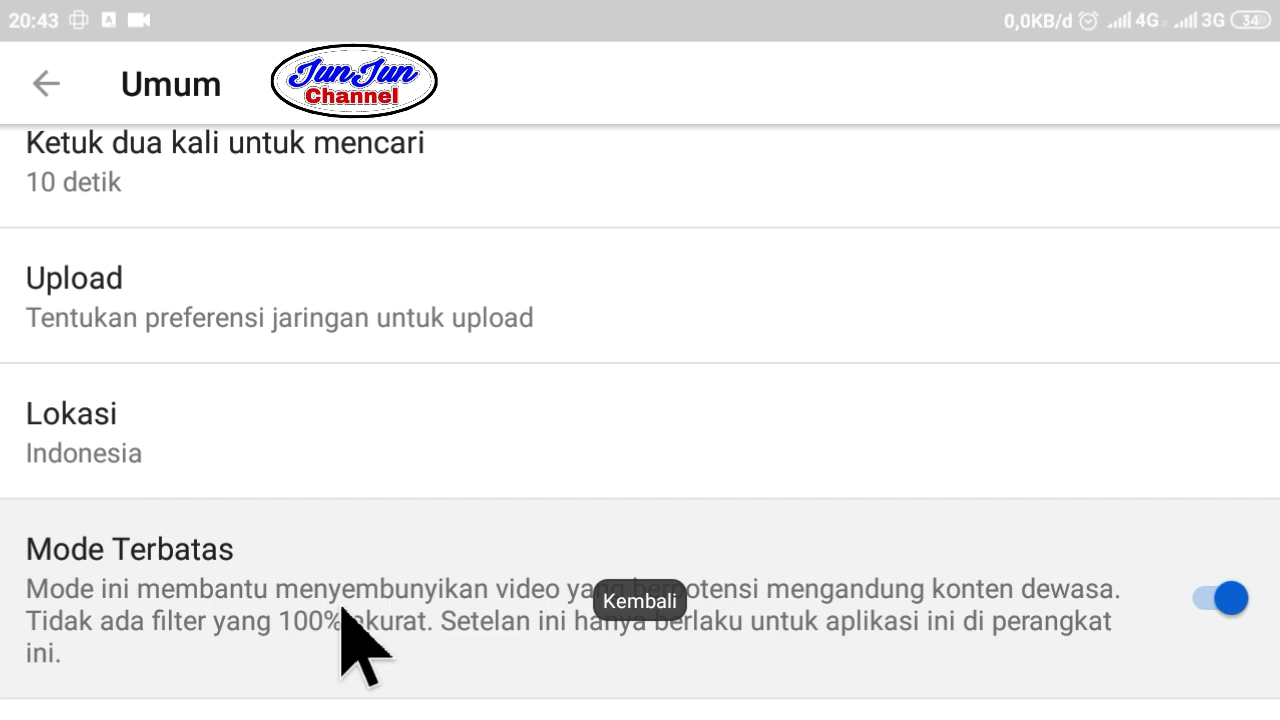 20:43 A 0,0KB/d 4G 3G 34
Umum
JunJun
Channel
Ketuk dua kali untuk mencari
10 detik
Upload
Tentukan preferensi jaringan untuk upload
Lokasi
Indonesia
Mode Terbatas
Mode ini membantu menyembunyikan video yang berpotensi mengandung konten dewasa.
Kembali
Tidak ada filter yang 100% akurat. Setelan ini hanya berlaku untuk aplikasi ini di perangkat
ini.